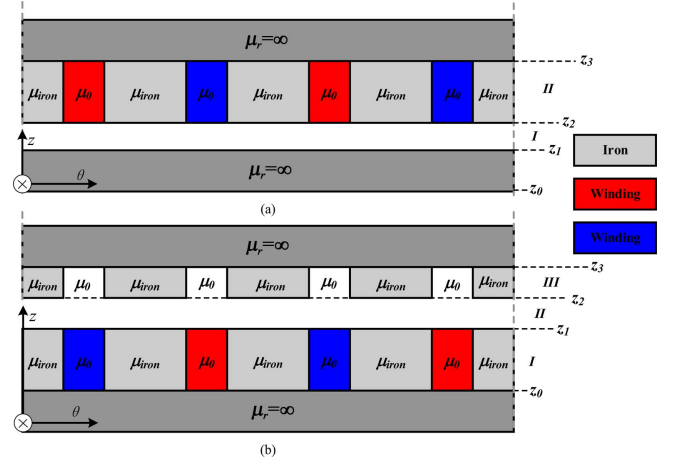 μr=∞
z3
μiron μ0 μiron μ0 μiron μ0 μiron μ0 μiron II
z2
z I
z1
Iron
μr=∞
θ z0
Winding
(a)
Winding
μr=∞
z3
μiron μ0 μiron μ0 μiron μ0 μiron μ0 μiron III
z2
z II
z1
μiron μ0 μiron μ0 μiron μ0 μiron μ0 μiron I
z0
θ μr=∞
(b)